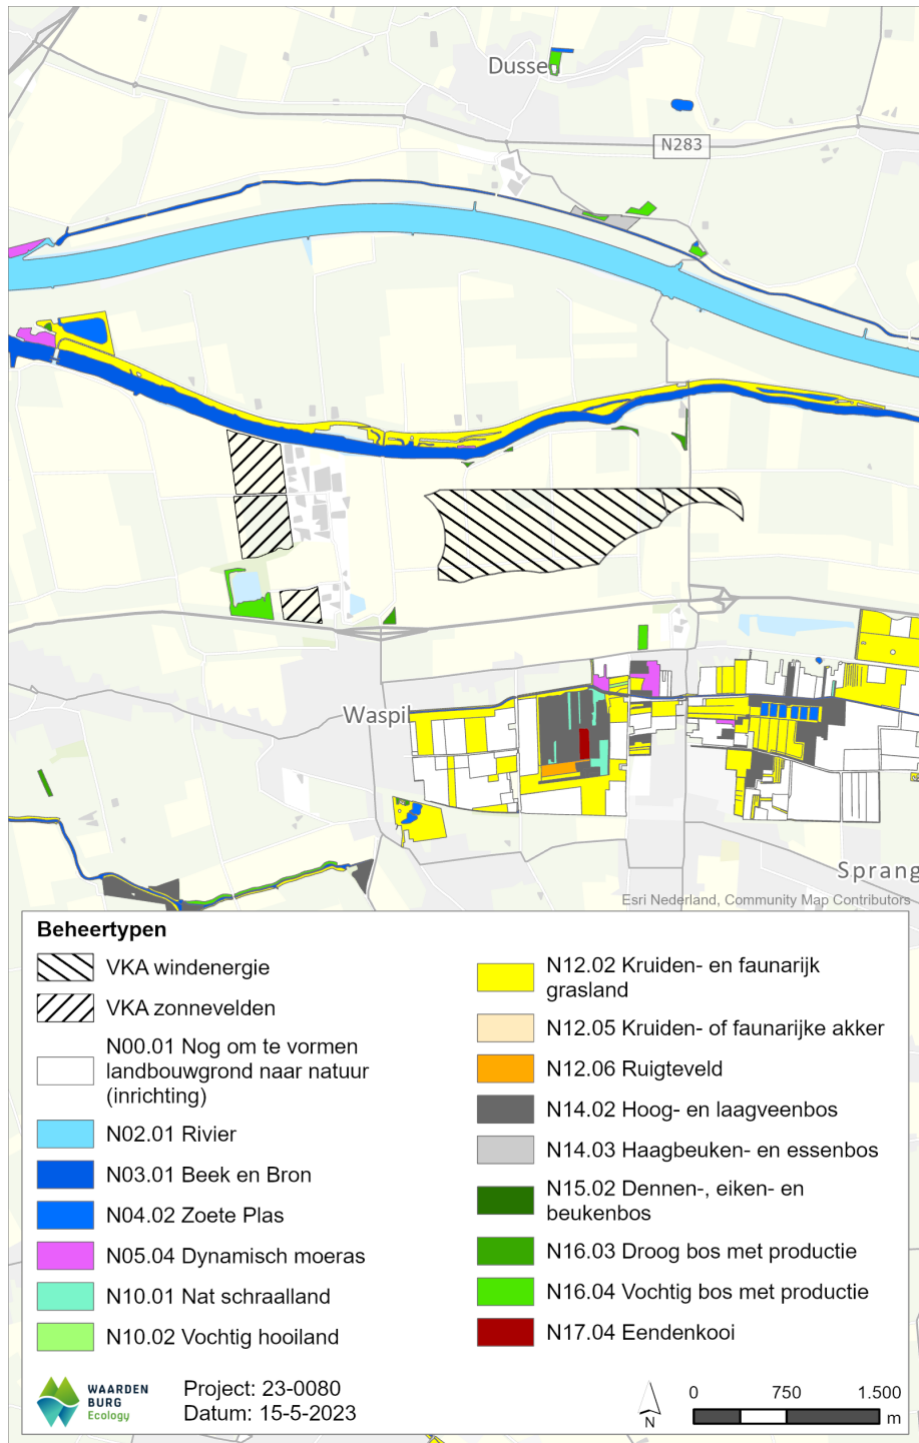 Dussen
N283
Waspik
Sprang
Esri Nederland, Community Map Contributors
Beheertypen
VKA windenergie
VKA zonnevelden
N00.01 Nog om te vormen
landbouwgrond naar natuur
(inrichting)
N02.01 Rivier
N03.01 Beek en Bron
N04.02 Zoete Plas
N05.04 Dynamisch moeras
N10.01 Nat schraalland
N10.02 Vochtig hooiland
N12.02 Kruiden- en faunarijk
grasland
N12.05 Kruiden- of faunarijke akker
N12.06 Ruigteveld
N14.02 Hoog- en laagveenbos
N14.03 Haagbeuken- en essenbos
N15.02 Dennen-, eiken- en
beukenbos
N16.03 Droog bos met productie
N16.04 Vochtig bos met productie
N17.04 Eendenkooi
WAARDEN
BURG
Ecology
Project: 23-0080
Datum: 15-5-2023
N
0 750 1.500
m